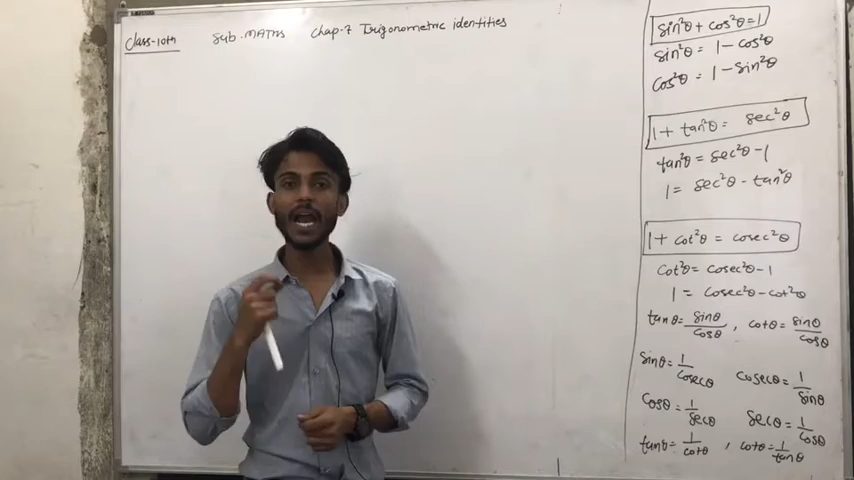 Class-10th Sub. MATHS Chap-7 Trigonometric identities
sin²θ + cos²θ = 1
sin²θ = 1 - cos²θ
cos²θ = 1 - sin²θ
1 + tan²θ = sec²θ
tan²θ = sec²θ - 1
1 = sec²θ - tan²θ
1 + cot²θ = cosec²θ
cot²θ = cosec²θ - 1
1 = cosec²θ - cot²θ
tanθ = sinθ/cosθ , cotθ = sinθ/cosθ
sinθ = 1/cosecθ cosecθ = 1/sinθ
cosθ = 1/secθ secθ = 1/cosθ
tanθ = 1/cotθ , cotθ = 1/tanθ